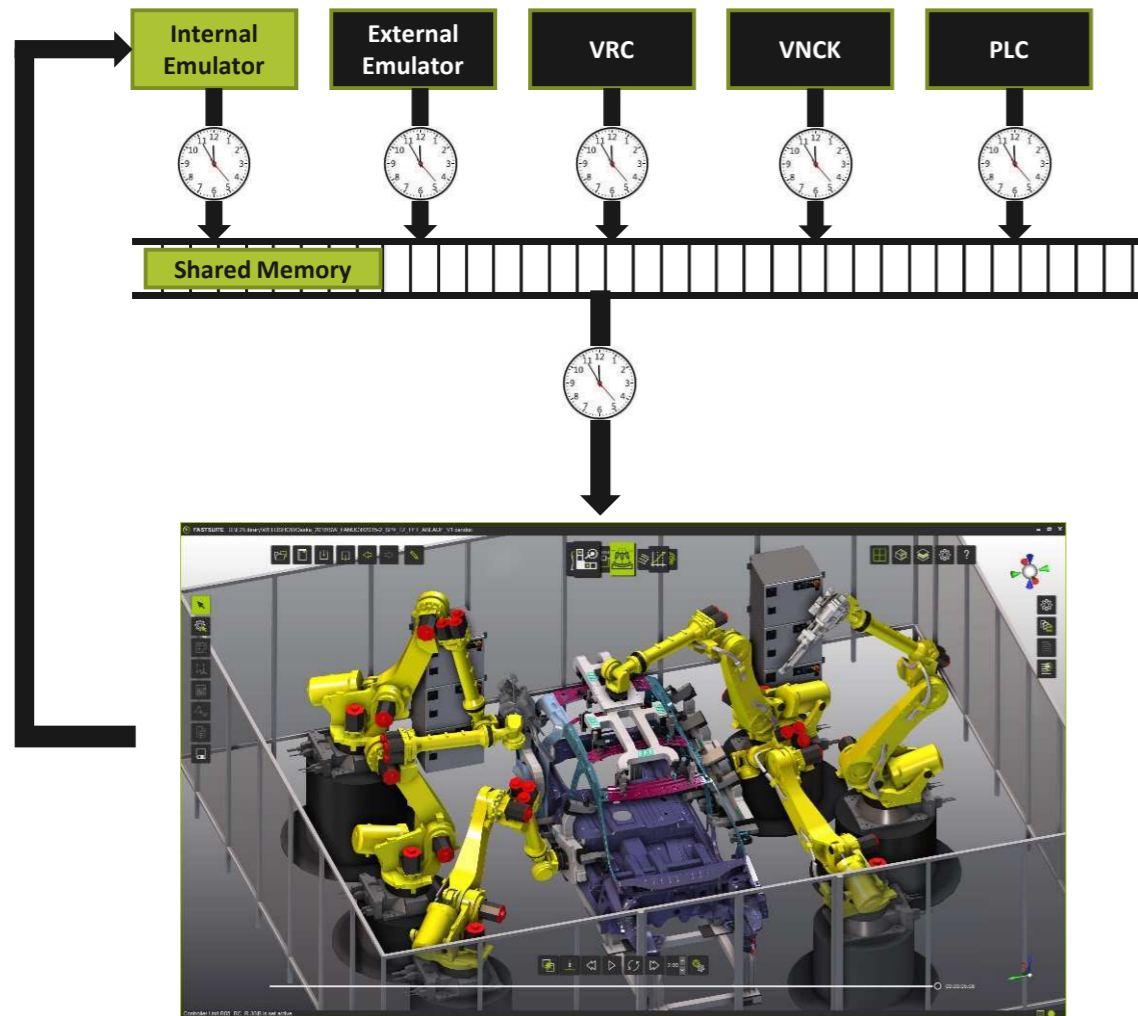 Internal
Emulator
External
Emulator
VRC
VNCK
PLC
Shared Memory
FASTSUITE